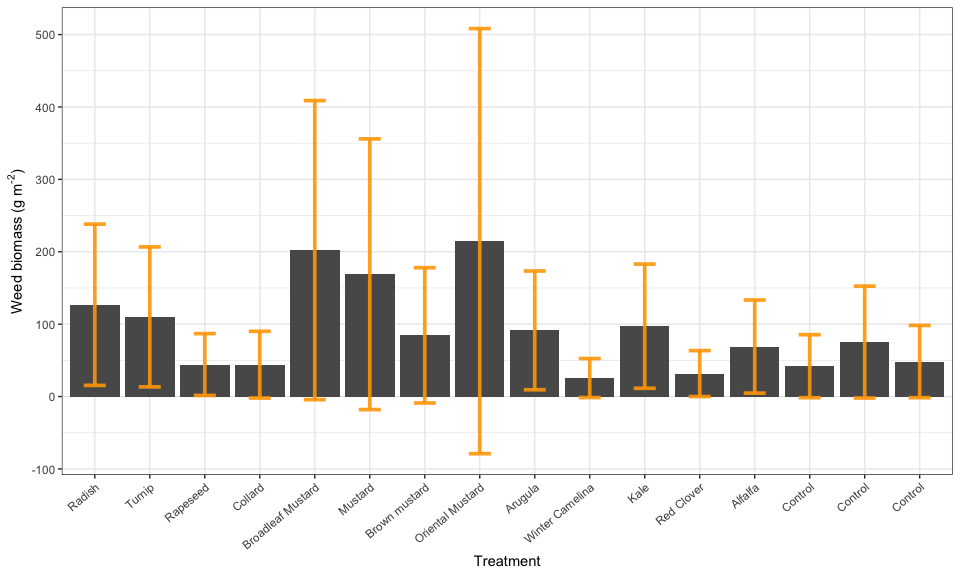 Weed biomass (g m-2)
500
400
300
200
100
0
-100
Radish
Turnip
Rapeseed
Collard
Broadleaf Mustard
Mustard
Brown mustard
Oriental Mustard
Arugula
Winter Camelina
Kale
Red Clover
Alfalfa
Control
Control
Control
Treatment